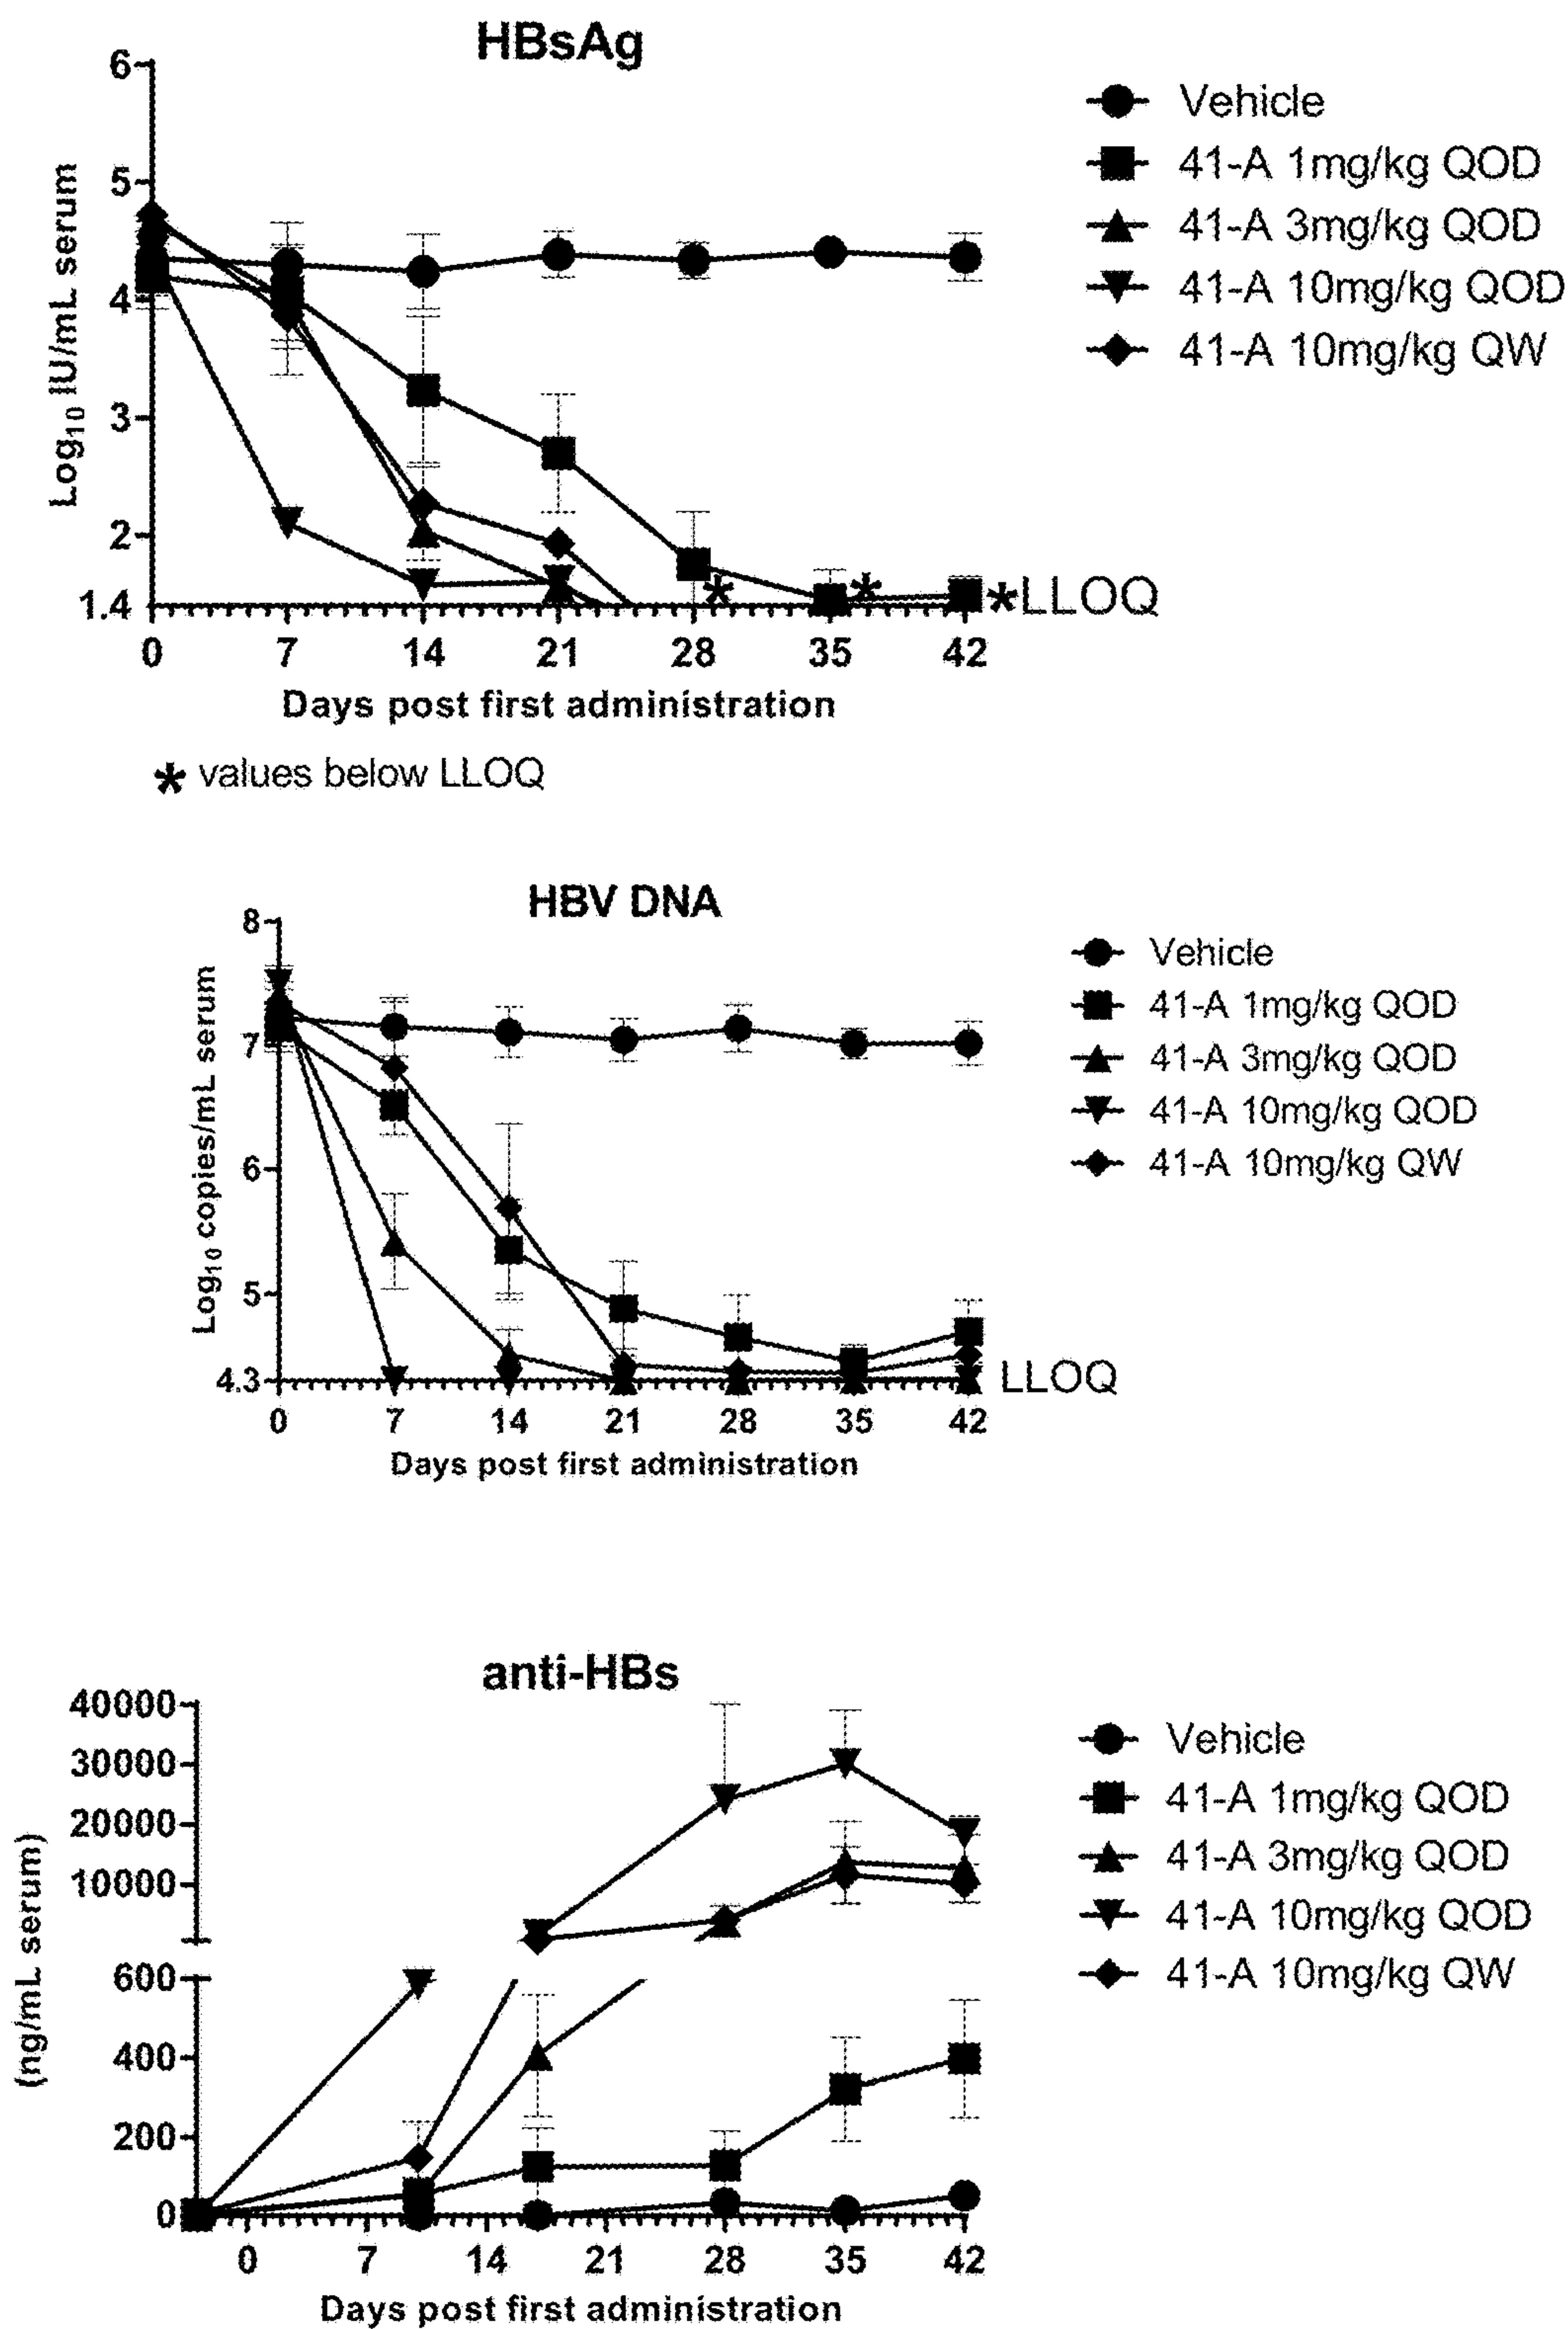 HBsAg
6
5
4
3
2
1.4
Log10 IU/mL serum
0 7 14 21 28 35 42
Days post first administration
* * *LLOQ
Vehicle
41-A 1mg/kg QOD
41-A 3mg/kg QOD
41-A 10mg/kg QOD
41-A 10mg/kg QW
* values below LLOQ
HBV DNA
8
7
6
5
4.3
Log10 copies/mL serum
0 7 14 21 28 35 42
Days post first administration
LLOQ
Vehicle
41-A 1mg/kg QOD
41-A 3mg/kg QOD
41-A 10mg/kg QOD
41-A 10mg/kg QW
anti-HBs
40000
30000
20000
10000
600
400
200
0
(ng/mL serum)
0 7 14 21 28 35 42
Days post first administration
Vehicle
41-A 1mg/kg QOD
41-A 3mg/kg QOD
41-A 10mg/kg QOD
41-A 10mg/kg QW